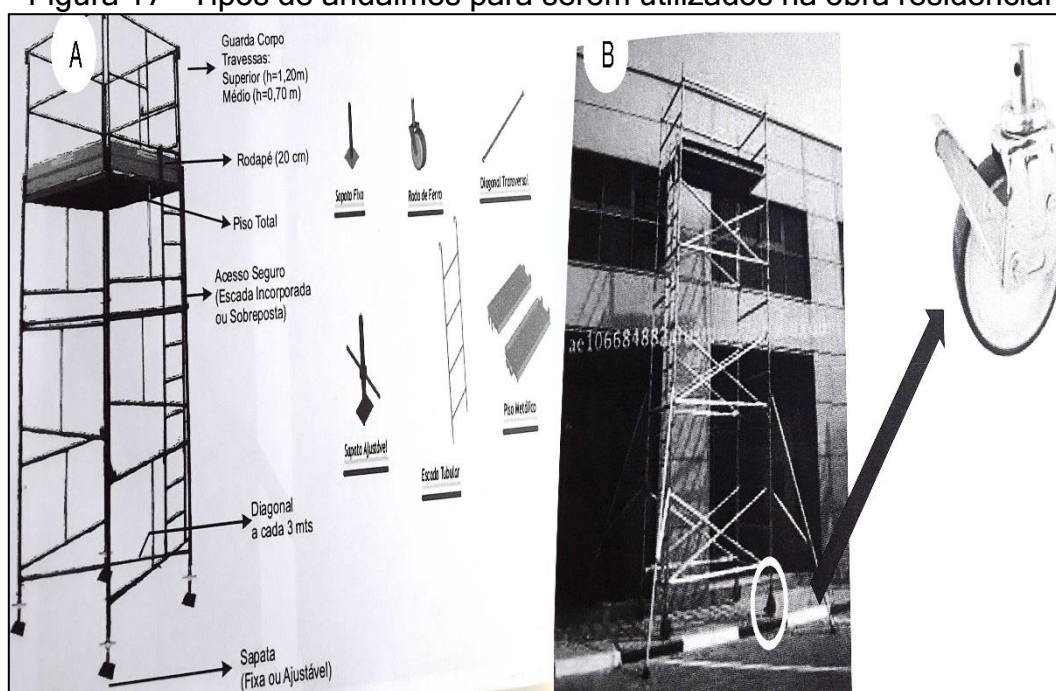 Figura 17 - Tipos de andaimes para serem utilizados na obra residencial
A
Guarda Corpo
Travessas:
Superior (h=1,20m)
Médio (h=0,70 m)
Rodapé (20 cm)
Piso Total
Acesso Seguro
(Escada Incorporada
ou Sobreposta)
Diagonal
a cada 3 mts
Sapata
(Fixa ou Ajustável)
Sapata Fixa
Roda de Ferro
Diagonal Transversal
Sapata Ajustável
Escada Tubular
Piso Metálico
B